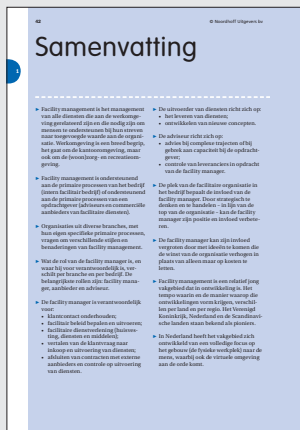 42
© Noordhoff Uitgevers bv
Samenvatting
1
► Facility management is het management
van alle diensten die aan de werkomge-
ving gerelateerd zijn en die nodig zijn om
mensen te ondersteunen bij hun streven
naar toegevoegde waarde aan de organi-
satie. Werkomgeving is een breed begrip,
het gaat om de kantooromgeving, maar
ook om de (woon)zorg- en recreatieom-
geving.
► Facility management is ondersteunend
aan de primaire processen van het bedrijf
(intern facilitair bedrijf) of ondersteunend
aan de primaire processen van een
opdrachtgever (adviseurs en commerciële
aanbieders van facilitaire diensten).
► Organisaties uit diverse branches, met
hun eigen specifieke primaire processen,
vragen om verschillende stijlen en
benaderingen van facility management.
► Wat de rol van de facility manager is, en
waar hij voor verantwoordelijk is, ver-
schilt per branche en per bedrijf. De
belangrijkste rollen zijn: facility mana-
ger, aanbieder en adviseur.
► De facility manager is verantwoordelijk
voor:
• klantcontact onderhouden;
• facilitair beleid bepalen en uitvoeren;
• facilitaire dienstverlening (huisves-
ting, diensten en middelen);
• vertalen van de klantvraag naar
inkoop en uitvoering van diensten;
• afsluiten van contracten met externe
aanbieders en controle op uitvoering
van diensten.
► De uitvoerder van diensten richt zich op:
• het leveren van diensten;
• ontwikkelen van nieuwe concepten.
► De adviseur richt zich op:
• advies bij complexe trajecten of bij
gebrek aan capaciteit bij de opdracht-
gever;
• controle van leveranciers in opdracht
van de facility manager.
► De plek van de facilitaire organisatie in
het bedrijf bepaalt de invloed van de
facility manager. Door strategisch te
denken en te handelen – in lijn van de
top van de organisatie – kan de facility
manager zijn positie en invloed verbete-
ren.
► De facility manager kan zijn invloed
vergroten door met ideeën te komen die
de winst van de organisatie verhogen in
plaats van alleen maar op kosten te
letten.
► Facility management is een relatief jong
vakgebied dat in ontwikkeling is. Het
tempo waarin en de manier waarop die
ontwikkelingen vorm krijgen, verschil-
len per land en per regio. Het Verenigd
Koninkrijk, Nederland en de Scandinavi-
sche landen staan bekend als pioniers.
► In Nederland heeft het vakgebied zich
ontwikkeld van een volledige focus op
het gebouw (de fysieke werkplek) naar de
mens, waarbij ook de virtuele omgeving
aan de orde komt.